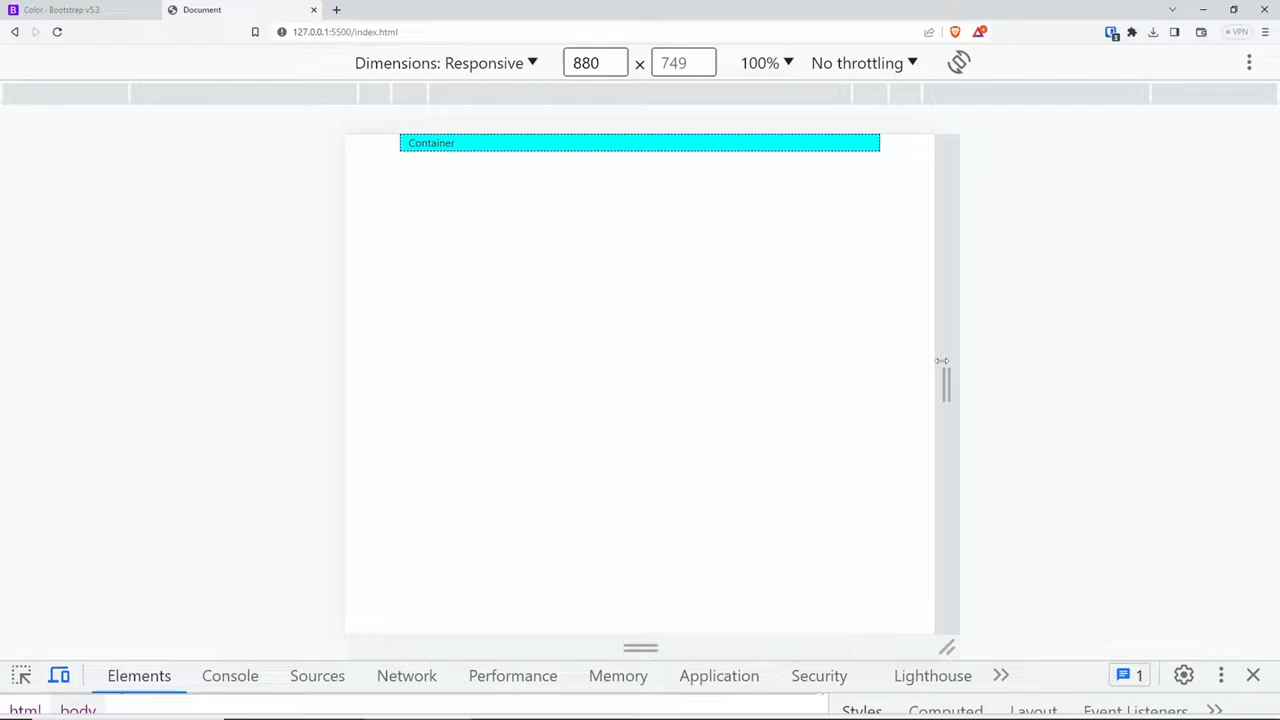 Color · Bootstrap v5.3
Document
127.0.0.1:5500/index.html
VPN
Dimensions: Responsive
880 × 749
100%
No throttling
Container
Elements
Console
Sources
Network
Performance
Memory
Application
Security
Lighthouse
1
html
body
Styles
Computed
Layout
Event Listeners